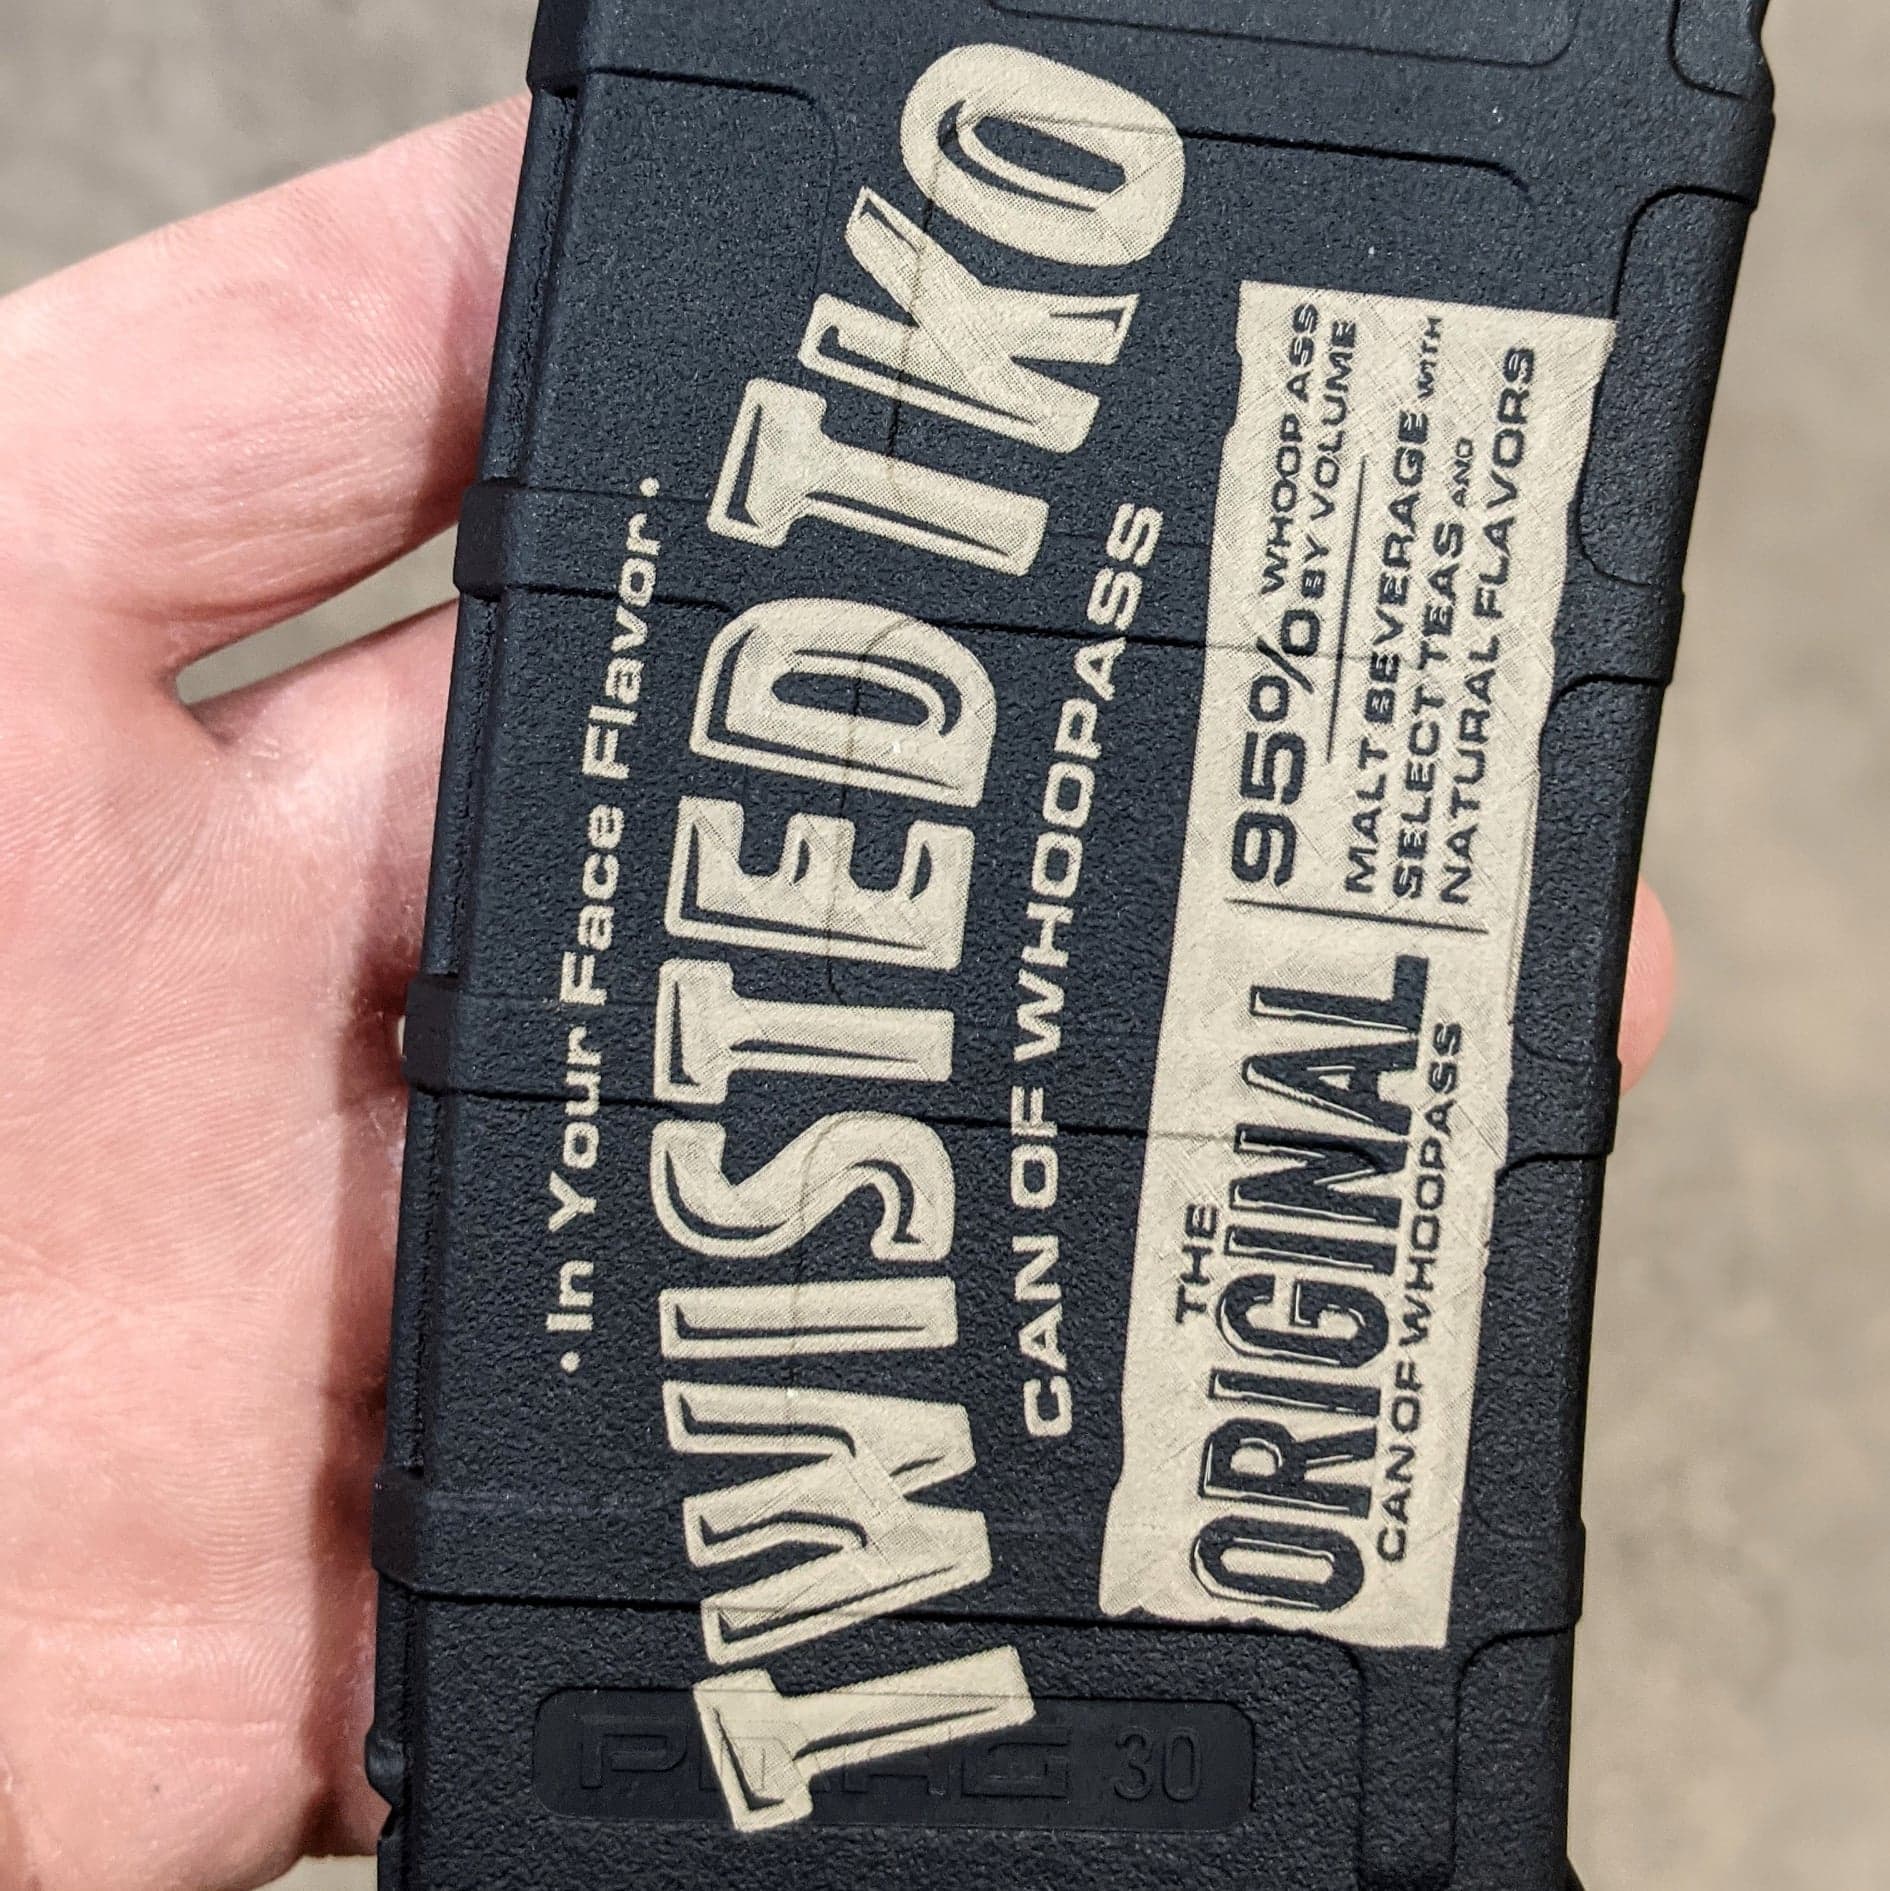 • In Your Face Flavor. •
TWISTED TKO
CAN OF WHOOPASS
THE
ORIGINAL
CAN OF WHOOPASS
95% WHOOP ASS
BY VOLUME
MALT BEVERAGE WITH
SELECT TEAS AND
NATURAL FLAVORS
PMAG 30